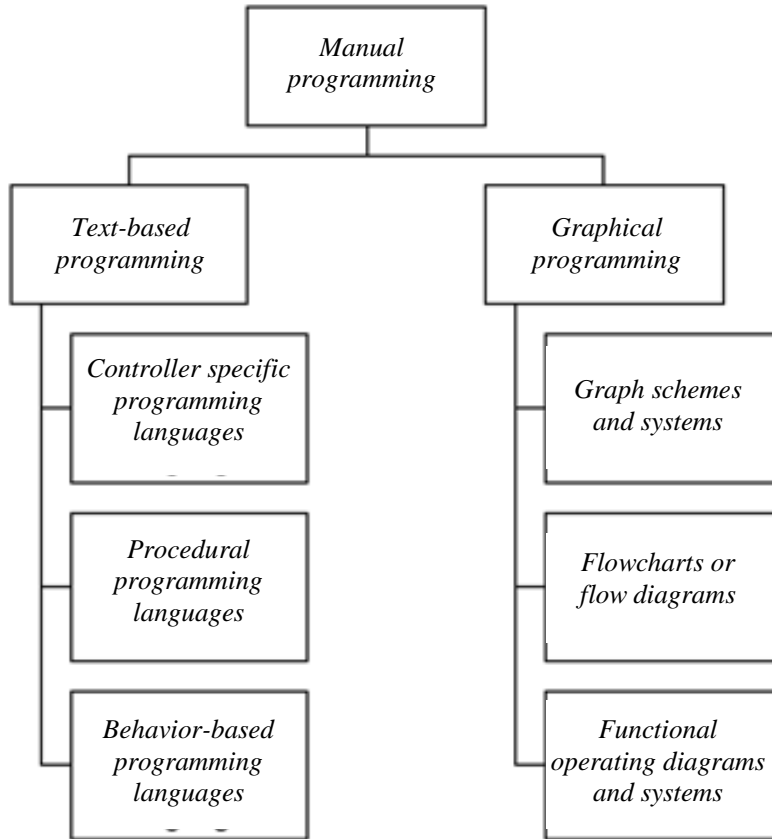 Manual
programming
Text-based
programming
Controller specific
programming
languages
Procedural
programming
languages
Behavior-based
programming
languages
Graphical
programming
Graph schemes
and systems
Flowcharts or
flow diagrams
Functional
operating diagrams
and systems